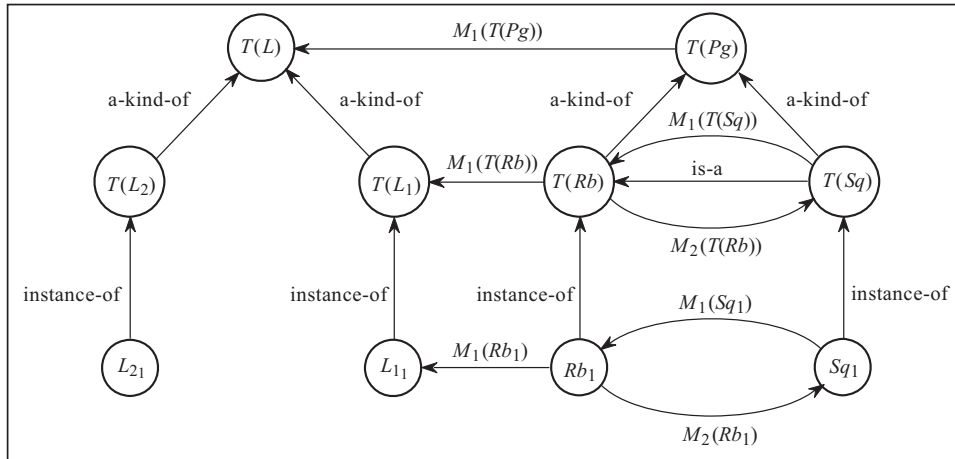 M₁(T(Pg))
T(L)
T(Pg)
a-kind-of
a-kind-of
a-kind-of
a-kind-of
M₁(T(Sq))
M₁(T(Rb))
is-a
T(L₂)
T(L₁)
T(Rb)
T(Sq)
M₂(T(Rb))
instance-of
instance-of
instance-of
instance-of
M₁(Sq₁)
M₁(Rb₁)
L₂₁
L₁₁
Rb₁
Sq₁
M₂(Rb₁)